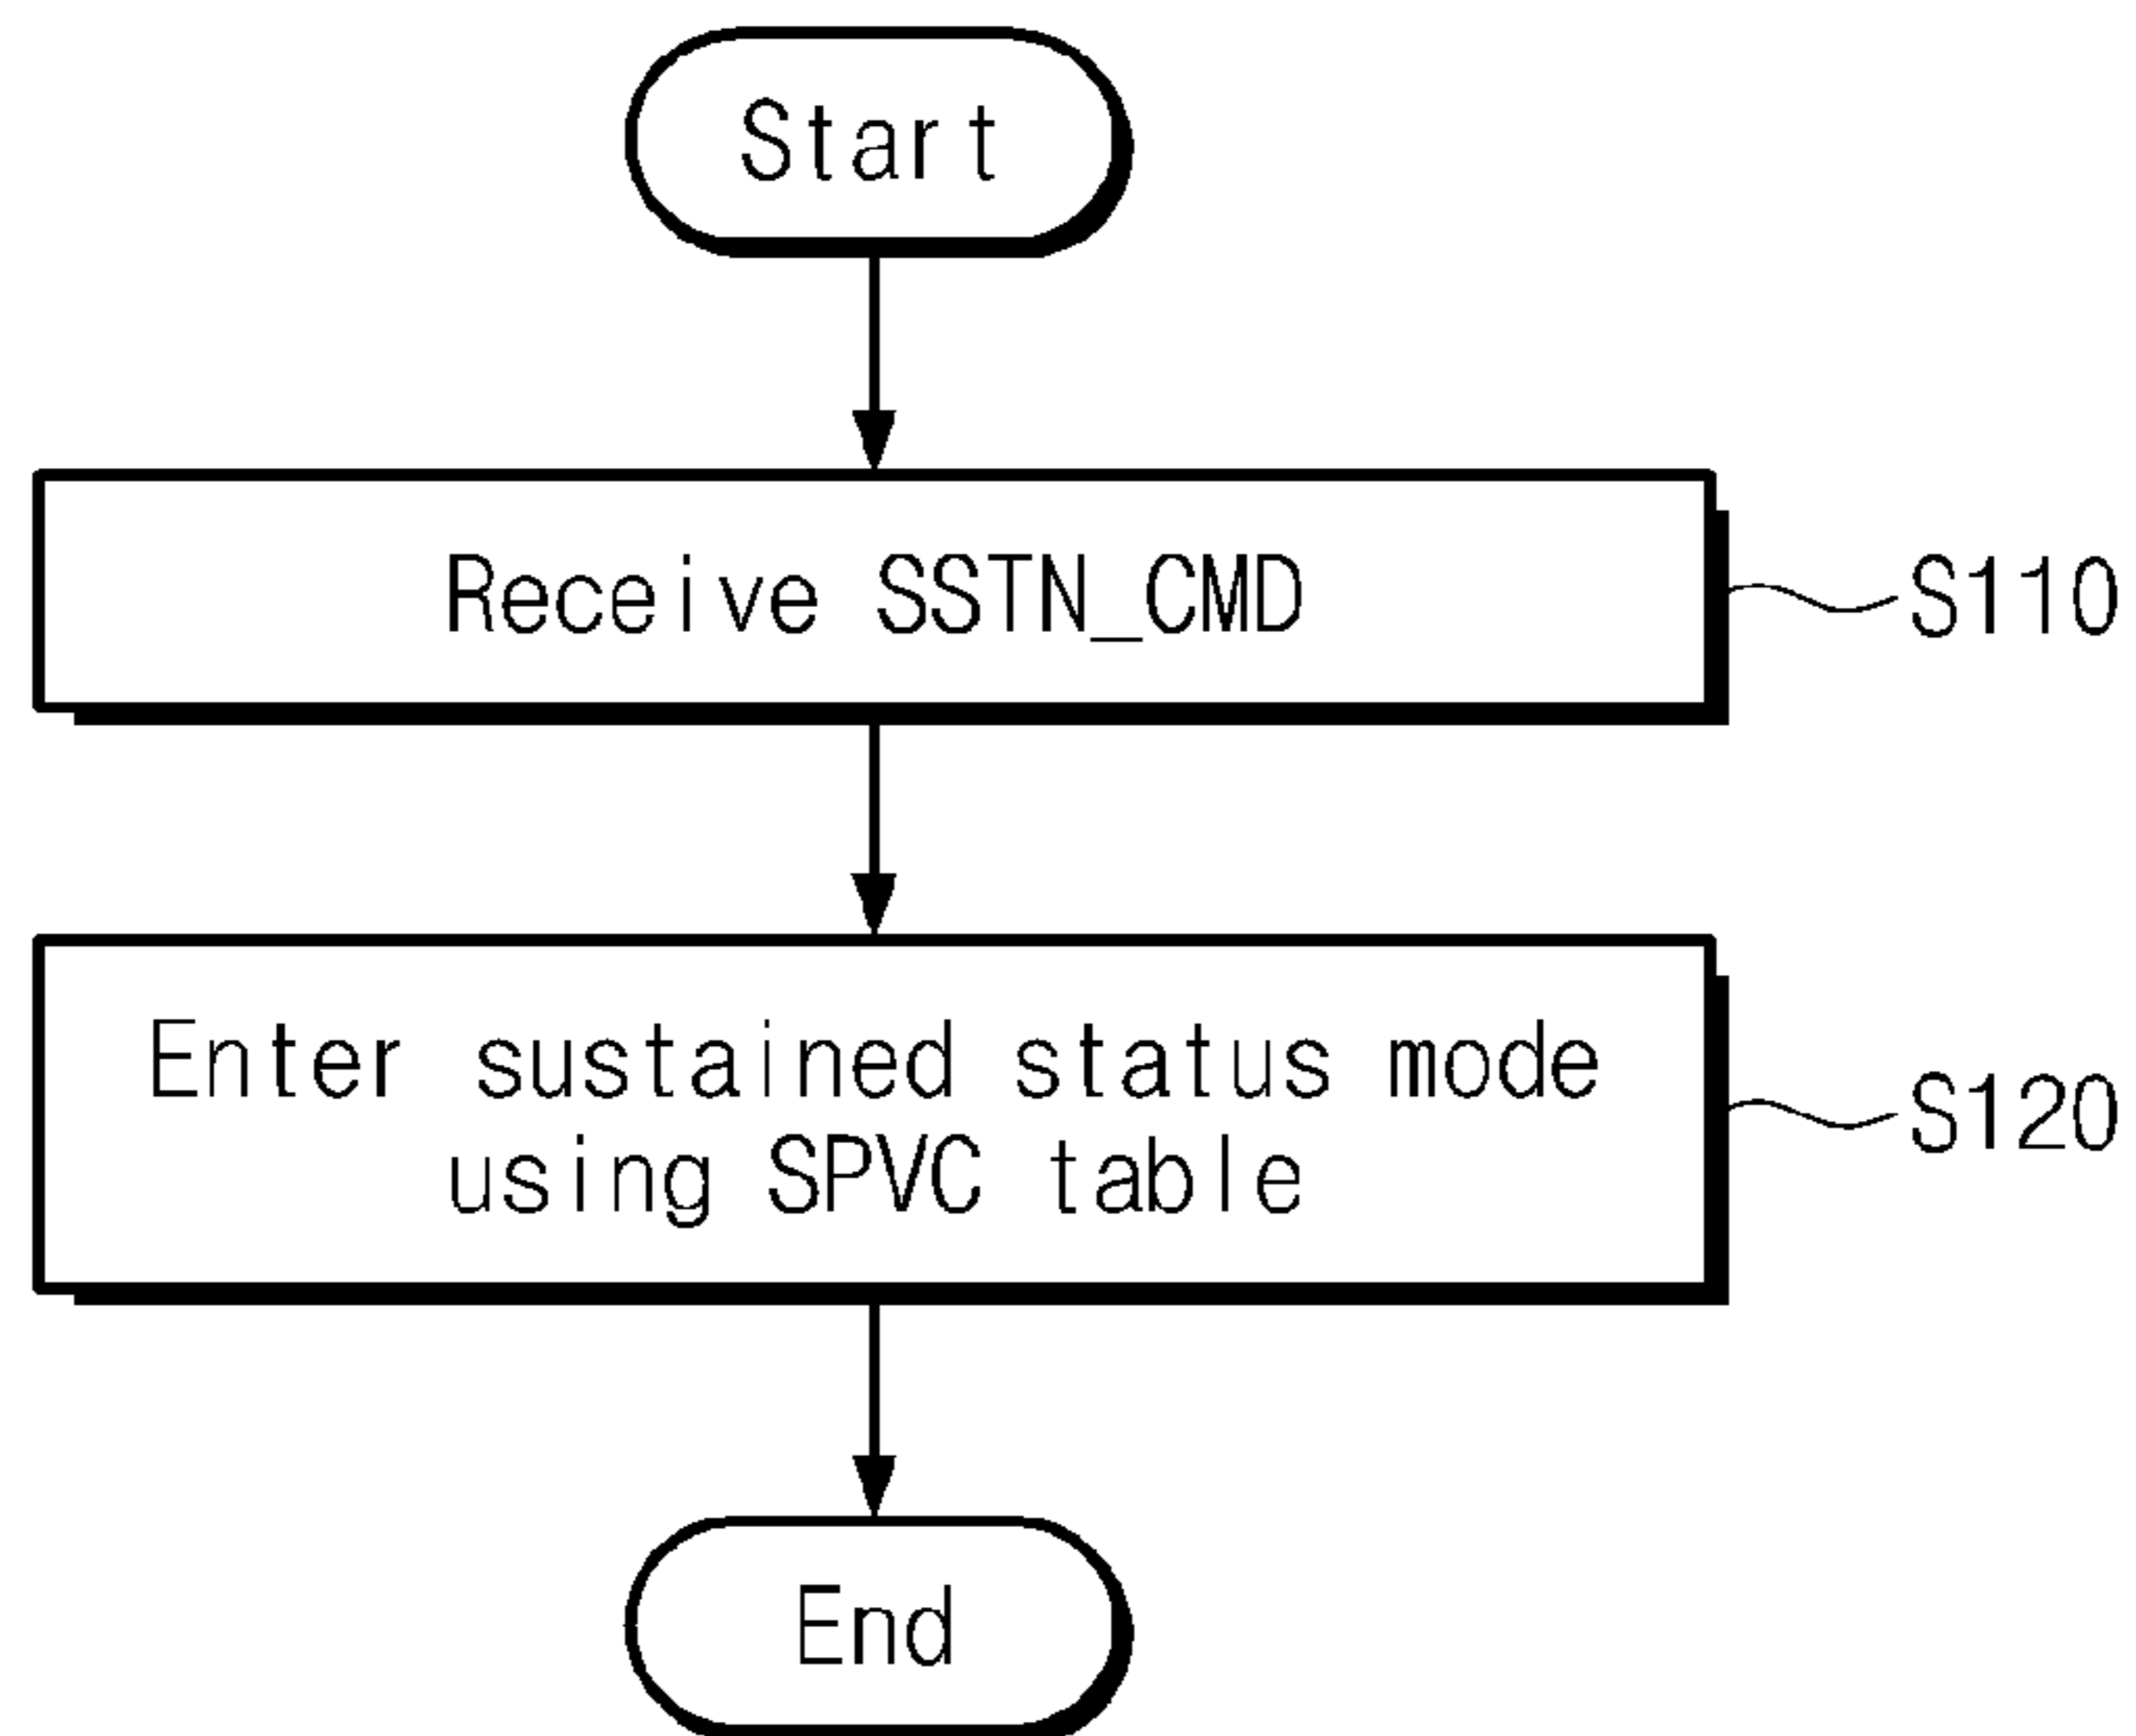 Start
Receive SSTN_CMD
S110
Enter sustained status mode
using SPVC table
S120
End